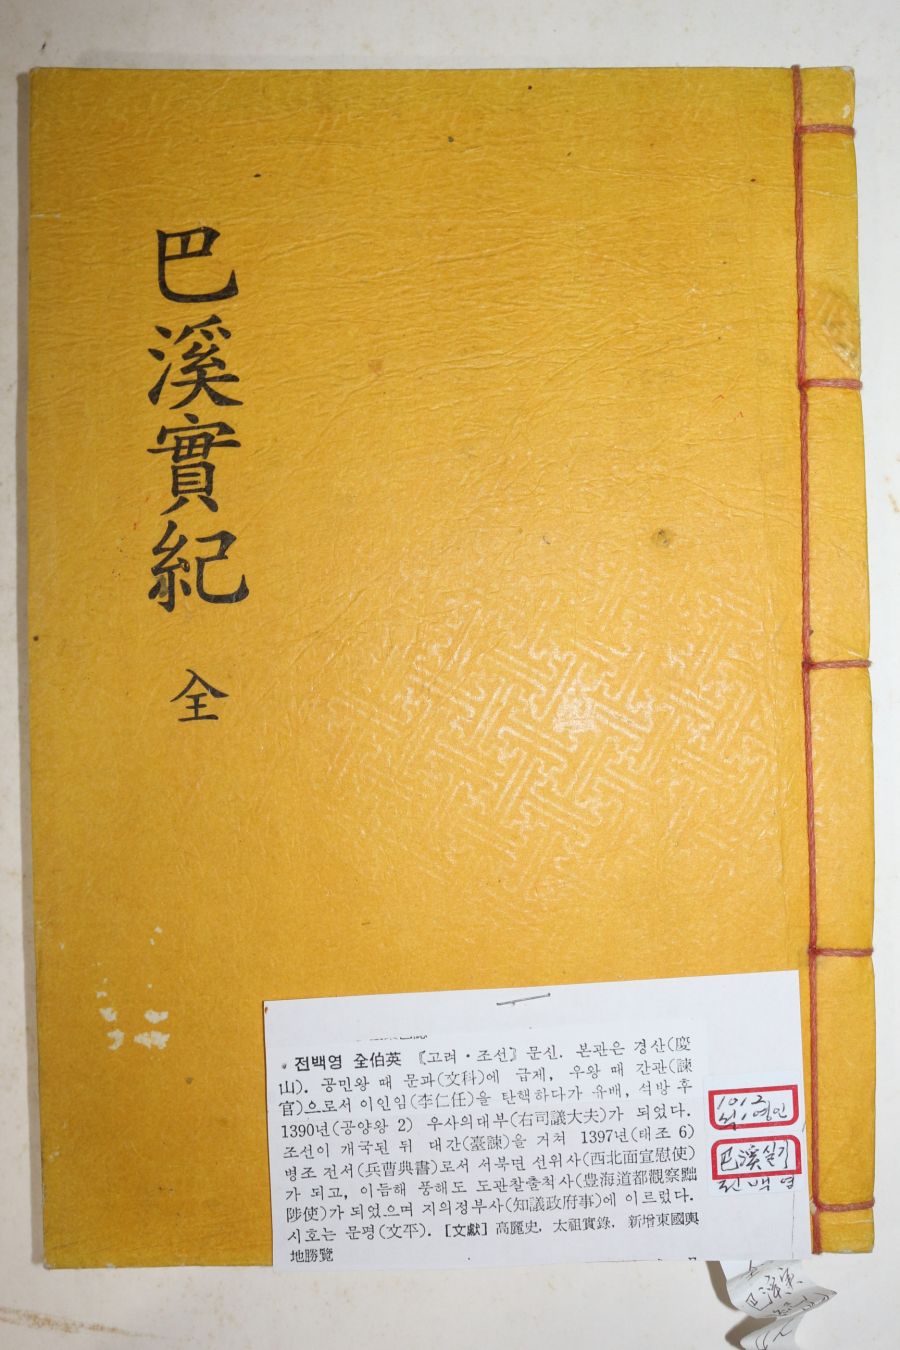 巴溪實紀 全
전백영 全伯英 《고려·조선》 문신. 본관은 경산(慶
山). 공민왕 때 문과(文科)에 급제, 우왕 때 간관(諫
官)으로서 이인임(李仁任)을 탄핵하다가 유배, 석방 후
1390년(공양왕 2) 우사의대부(右司議大夫)가 되었다.
조선이 개국된 뒤 대간(臺諫)을 거쳐 1397년(태조 6)
병조 전서(兵曹典書)로서 서북면 선위사(西北面宣慰使)
가 되고, 이듬해 풍해도 도관찰출척사(豊海道都觀察黜
陟使)가 되었으며 지의정부사(知議政府事)에 이르렀다.
시호는 문평(文平). [文獻] 高麗史, 太祖實錄, 新增東國輿
地勝覽
1012
석.영인
巴溪실기
전백영